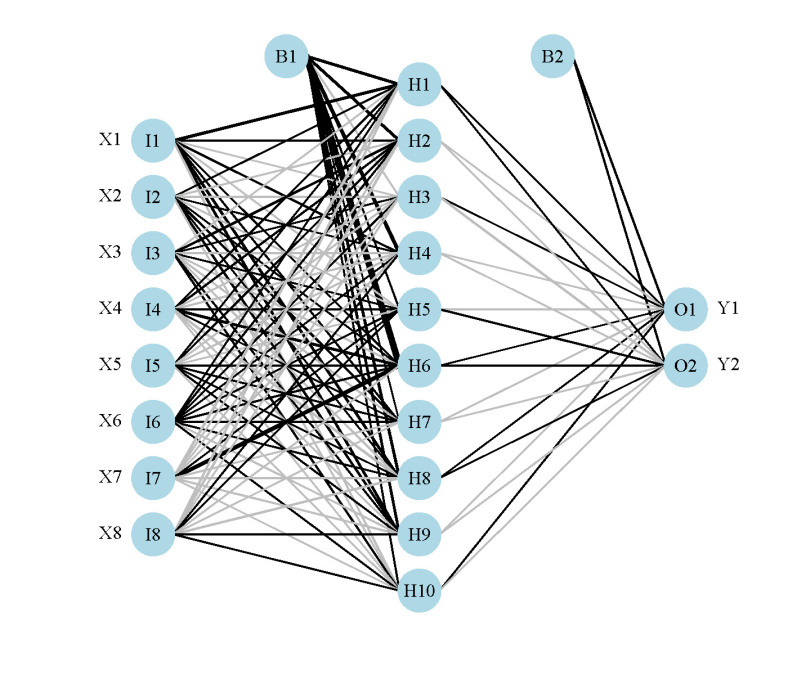 B1 B2
H1
X1 I1 H2
X2 I2 H3
X3 I3 H4
X4 I4 H5 O1 Y1
X5 I5 H6 O2 Y2
X6 I6 H7
X7 I7 H8
X8 I8 H9
H10